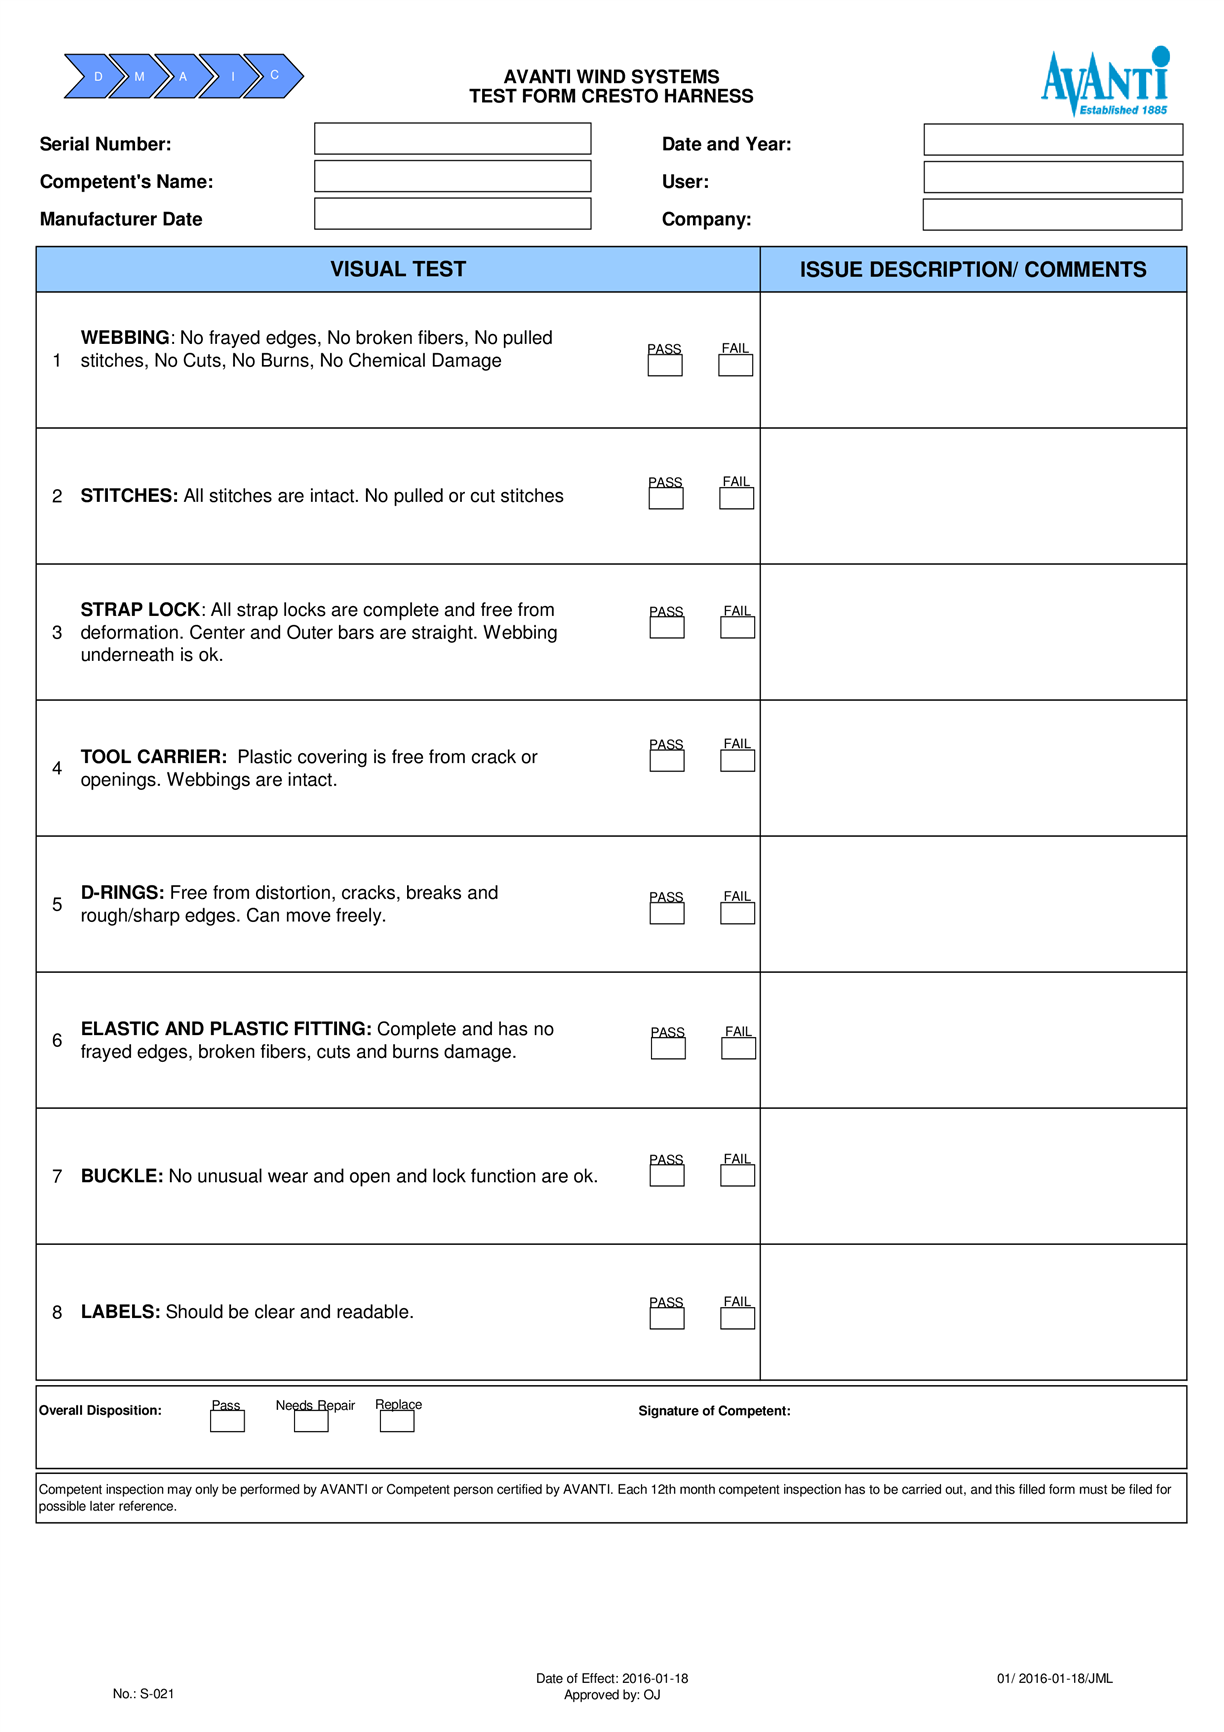 D M A I C
AVANTI WIND SYSTEMS
TEST FORM CRESTO HARNESS
AVANTI
Established 1885
Serial Number:
Date and Year:
Competent's Name:
User:
Manufacturer Date
Company:
VISUAL TEST
ISSUE DESCRIPTION/ COMMENTS
1
WEBBING: No frayed edges, No broken fibers, No pulled
stitches, No Cuts, No Burns, No Chemical Damage
PASS
FAIL
2
STITCHES: All stitches are intact. No pulled or cut stitches
PASS
FAIL
3
STRAP LOCK: All strap locks are complete and free from
deformation. Center and Outer bars are straight. Webbing
underneath is ok.
PASS
FAIL
4
TOOL CARRIER:  Plastic covering is free from crack or
openings. Webbings are intact.
PASS
FAIL
5
D-RINGS: Free from distortion, cracks, breaks and
rough/sharp edges. Can move freely.
PASS
FAIL
6
ELASTIC AND PLASTIC FITTING: Complete and has no
frayed edges, broken fibers, cuts and burns damage.
PASS
FAIL
7
BUCKLE: No unusual wear and open and lock function are ok.
PASS
FAIL
8
LABELS: Should be clear and readable.
PASS
FAIL
Overall Disposition:
Pass
Needs Repair
Replace
Signature of Competent:
Competent inspection may only be performed by AVANTI or Competent person certified by AVANTI. Each 12th month competent inspection has to be carried out, and this filled form must be filed for
possible later reference.
No.: S-021
Date of Effect: 2016-01-18
Approved by: OJ
01/ 2016-01-18/JML